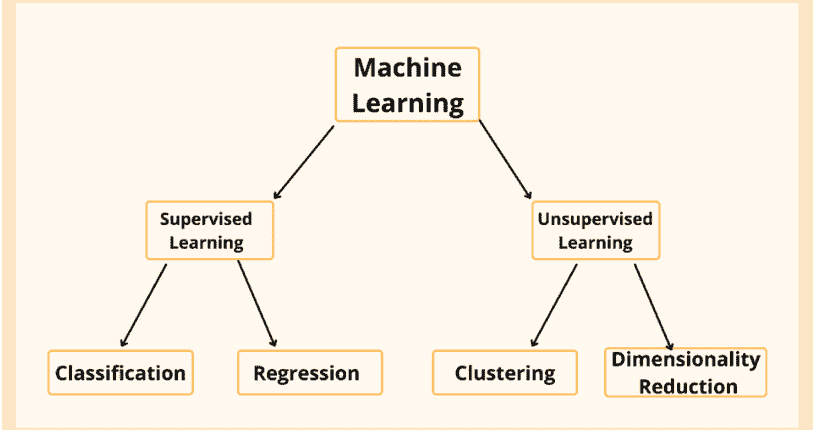 Machine
Learning
Supervised
Learning
Unsupervised
Learning
Classification
Regression
Clustering
Dimensionality
Reduction